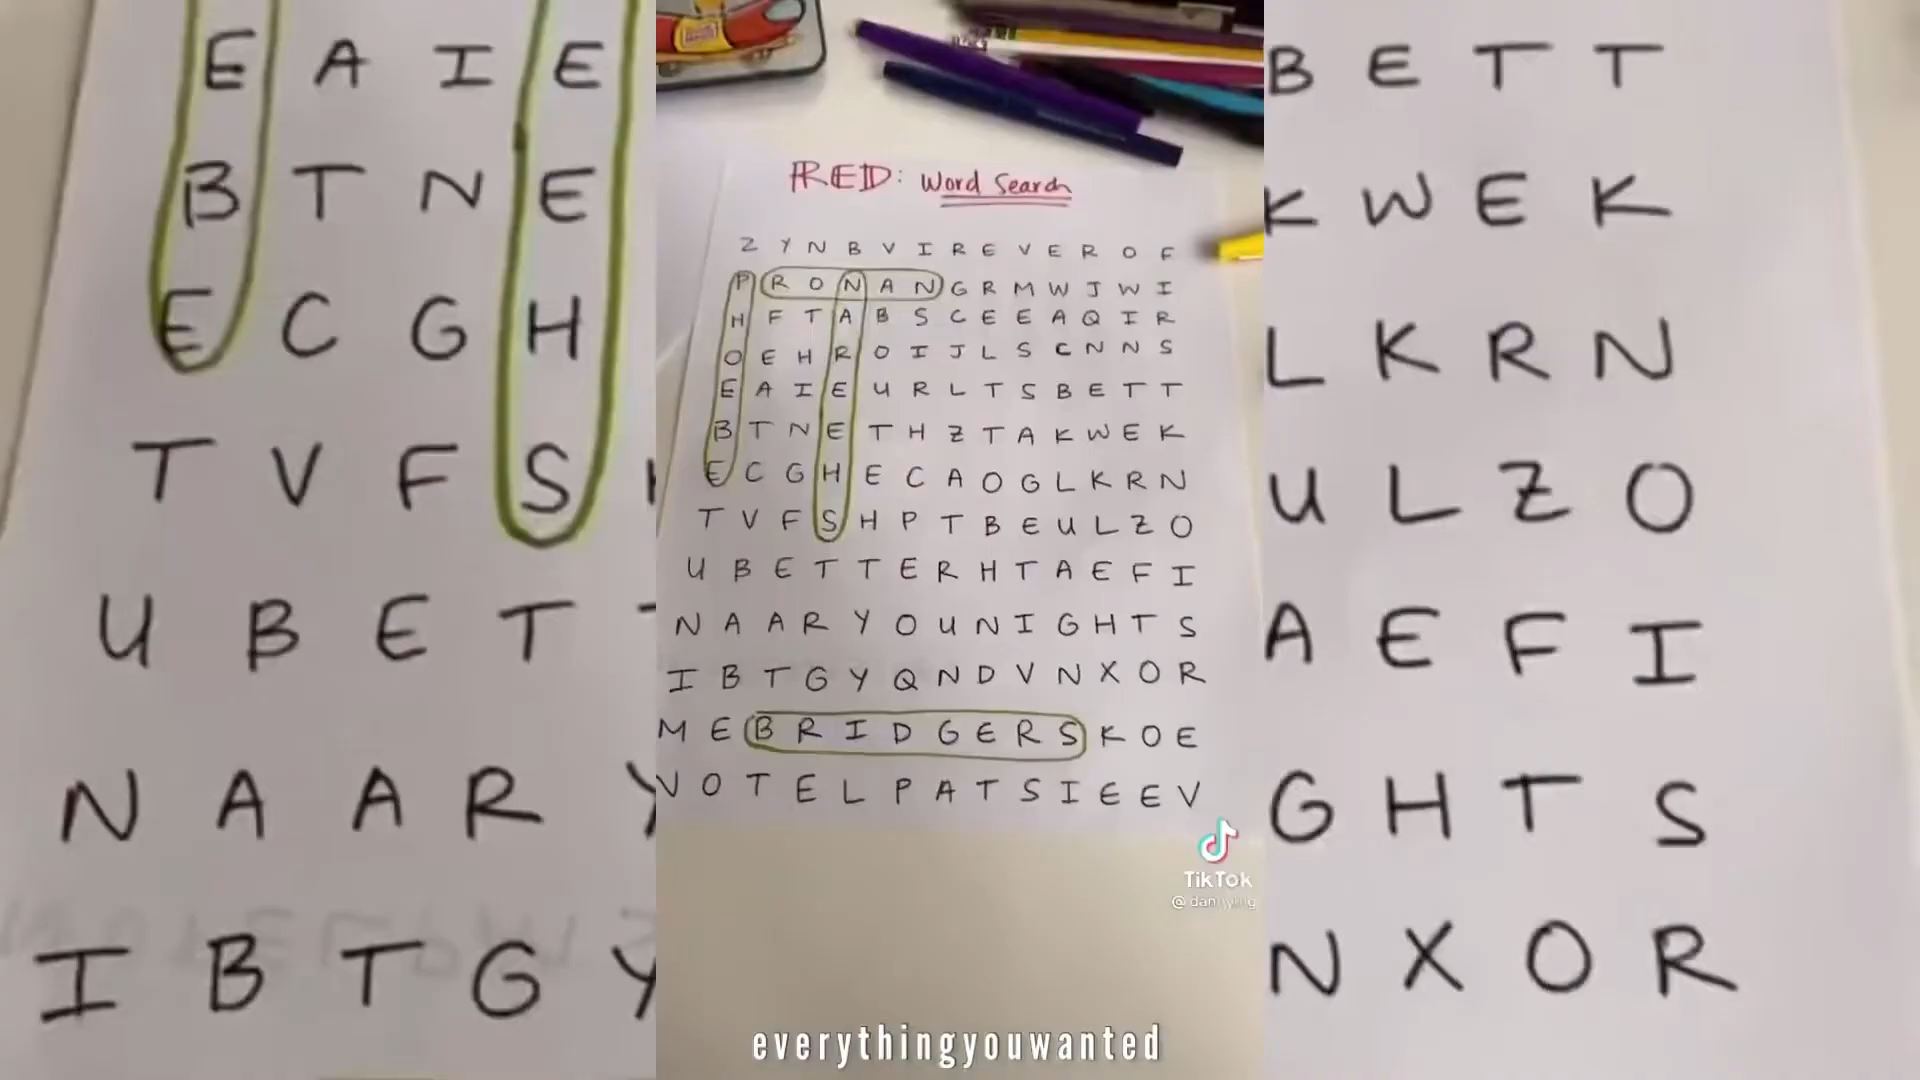 RED: Word Search
Z Y N B V I R E V E R O F
P R O N A N G R M W J W I
H F T A B S C E E A Q I R
O E H R O I J L S C N N S
E A I E U R L T S B E T T
B T N E T H Z T A K W E K
E C G H E C A O G L K R N
T V F S H P T B E U L Z O
U B E T T E R H T A E F I
N A A R Y O U N I G H T S
I B T G Y Q N D V N X O R
M E B R I D G E R S K O E
V O T E L P A T S I E E V
TikTok
everythingyouwanted
E A I E
B T N E
E C G H
T V F S
U B E T
N A A R Y
I B T G Y
B E T T
K W E K
L K R N
U L Z O
A E F I
G H T S
N X O R